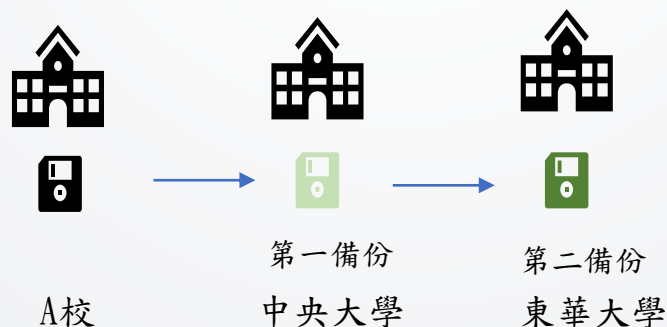 第一備份
第二備份
A校
中央大學
東華大學